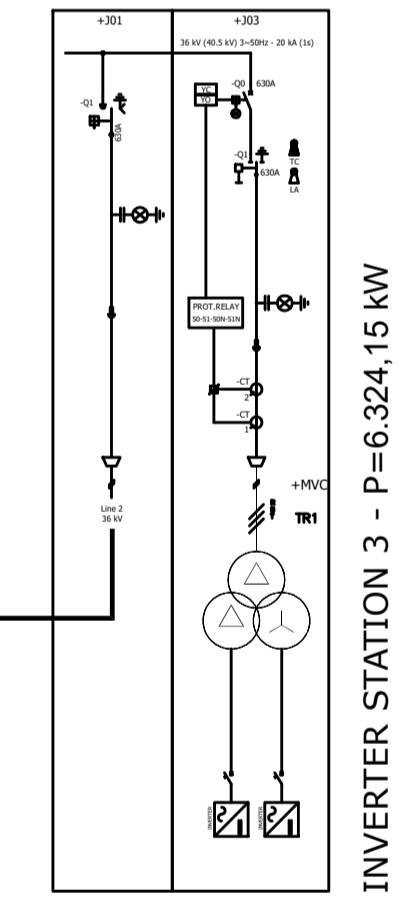 +J01
+J03
36 kV (40.5 kV) 3~50Hz - 20 kA (1s)
-Q1
630A
YC
YO
-Q0
630A
-Q1
630A
TC
LA
PROT.RELAY
50-51-50N-51N
-CT
2
-CT
1
+MVC
TR1
Line 2
36 kV
INVERTER
INVERTER
INVERTER STATION 3 - P=6.324,15 kW